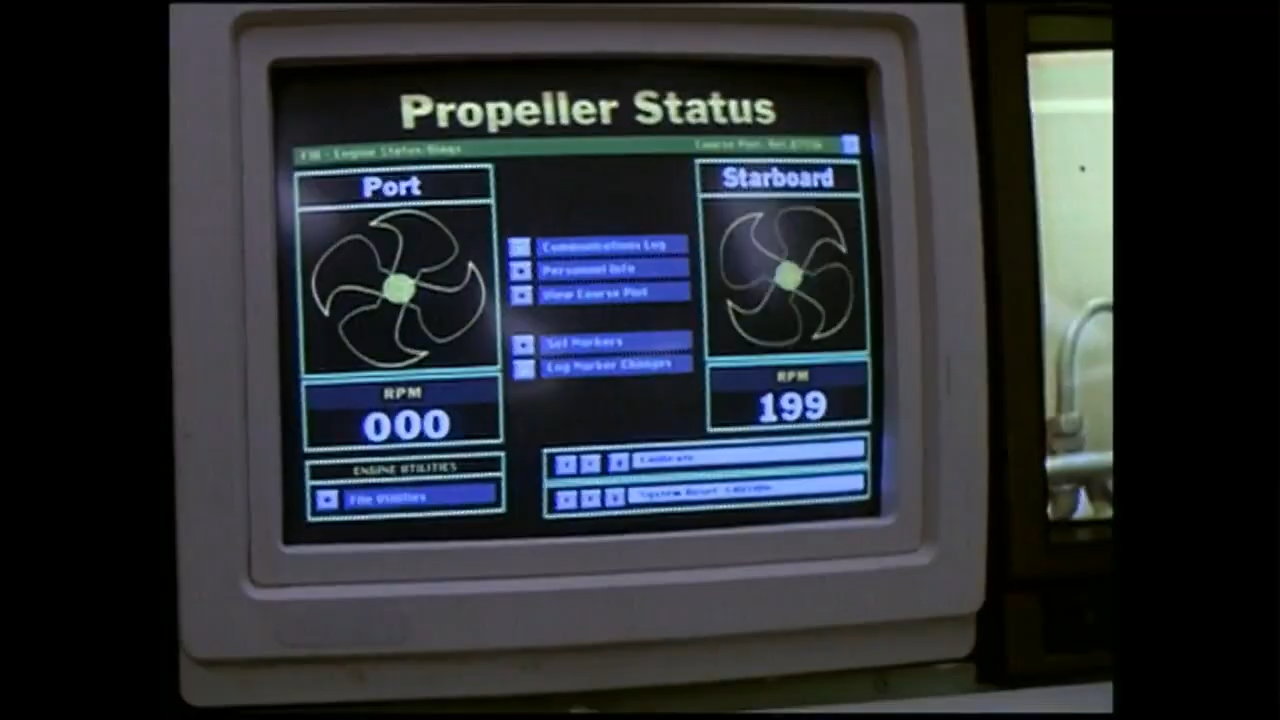 Propeller Status
Port
Starboard
Communications Log
Personnel Info
View Course Plot
Set Markers
Log Marker Changes
RPM
000
RPM
199
ENGINE UTILITIES
File Utilities